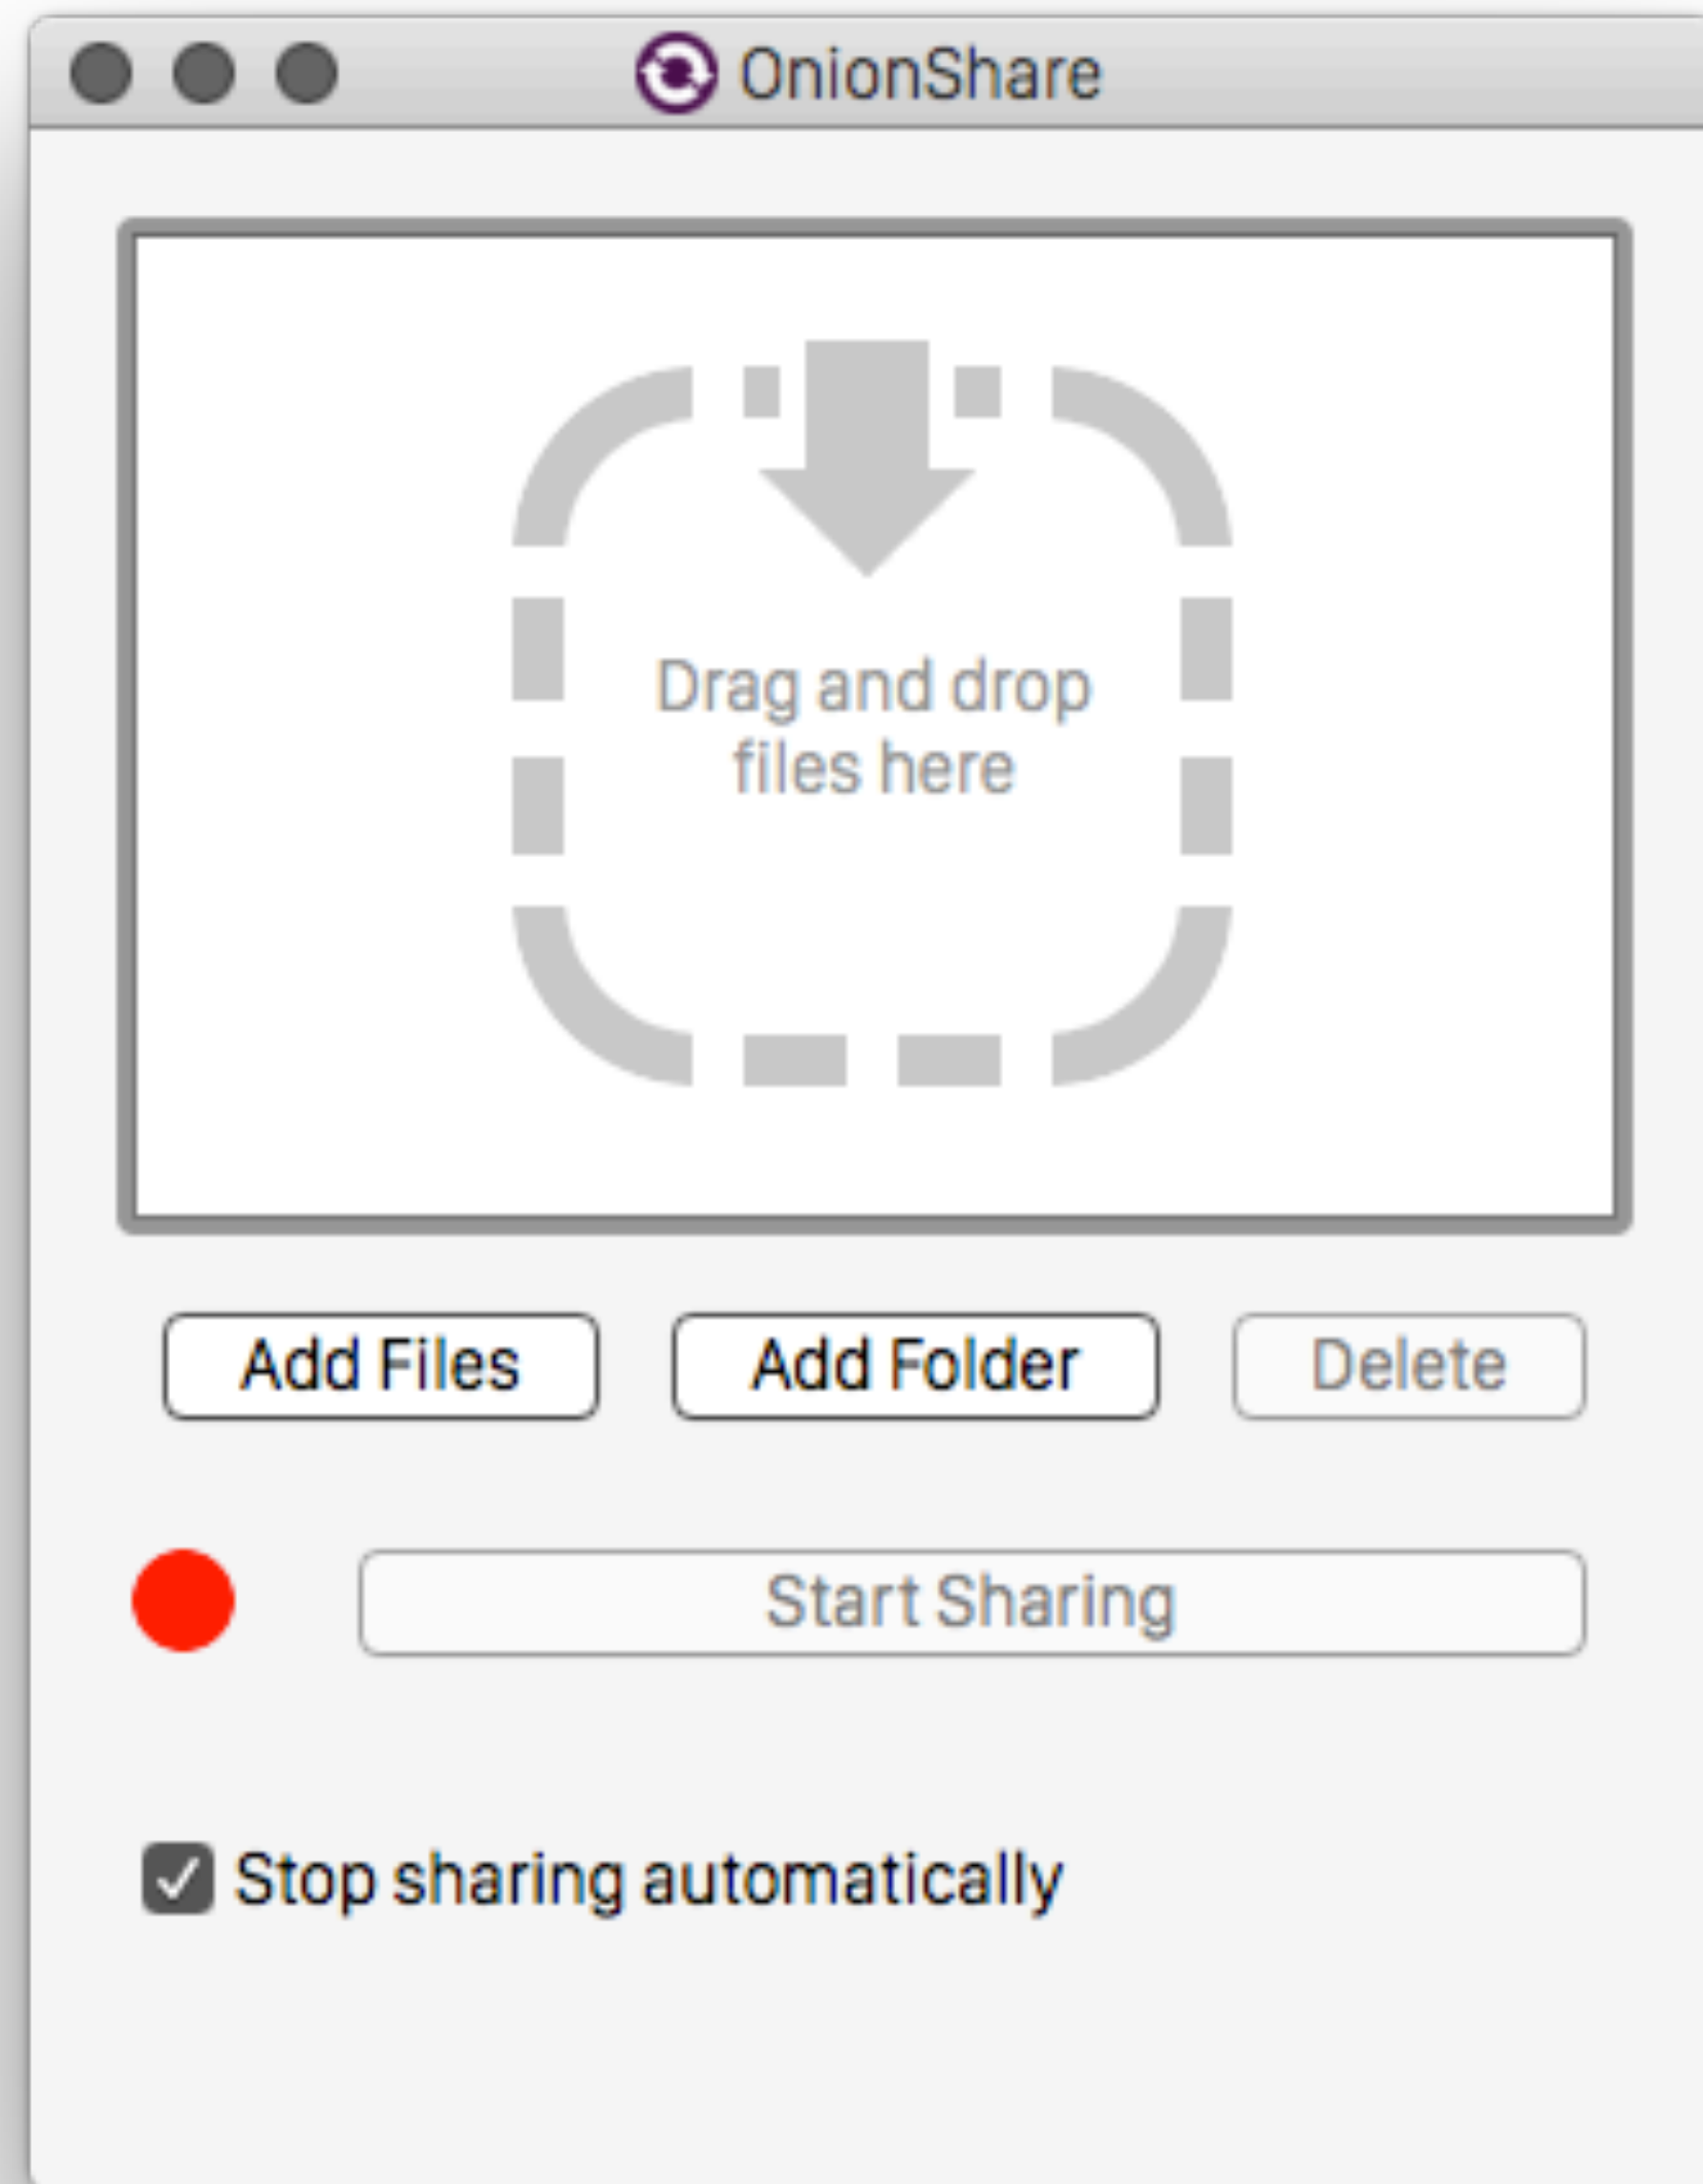 OnionShare
Drag and drop
files here
Add Files
Add Folder
Delete
Start Sharing
Stop sharing automatically